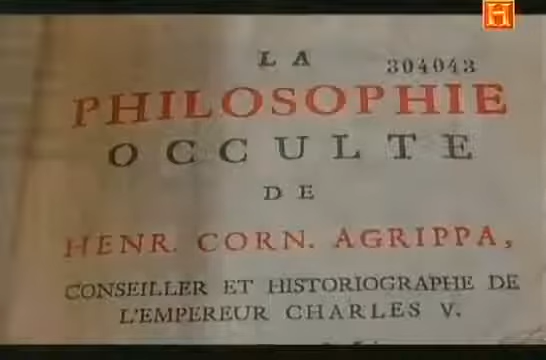 H
LA
304043
PHILOSOPHIE
OCCULTE
DE
HENR. CORN. AGRIPPA,
CONSEILLER ET HISTORIOGRAPHE DE
L'EMPEREUR CHARLES V.